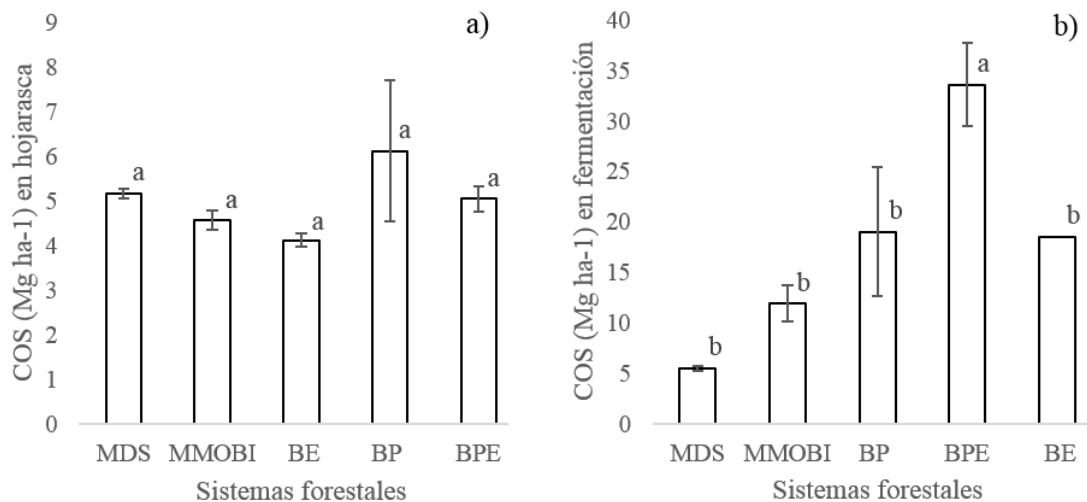 a)
COS (Mg ha-1) en hojarasca
9
8
7
6
5
4
3
2
1
0
a
a
a
a
a
MDS MMOBI BE BP BPE
Sistemas forestales
b)
COS (Mg ha-1) en fermentación
40
35
30
25
20
15
10
5
0
b
b
b
a
b
MDS MMOBI BP BPE BE
Sistemas forestales